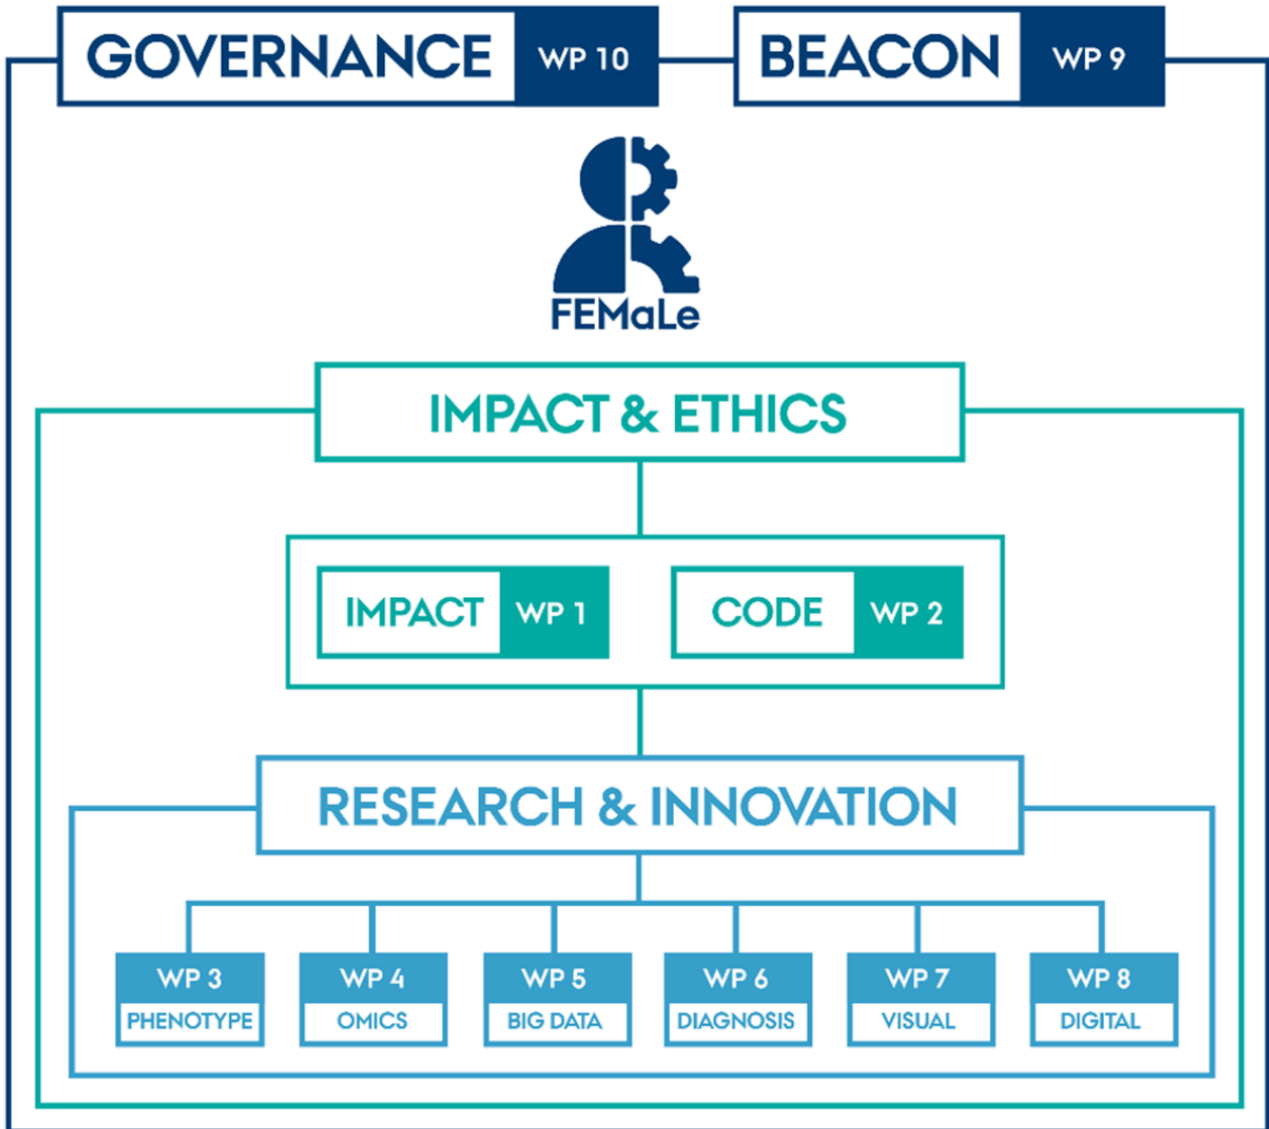 GOVERNANCE WP 10 BEACON WP 9
FEMaLe
IMPACT & ETHICS
IMPACT WP 1 CODE WP 2
RESEARCH & INNOVATION
WP 3 WP 4 WP 5 WP 6 WP 7 WP 8
PHENOTYPE OMICS BIG DATA DIAGNOSIS VISUAL DIGITAL